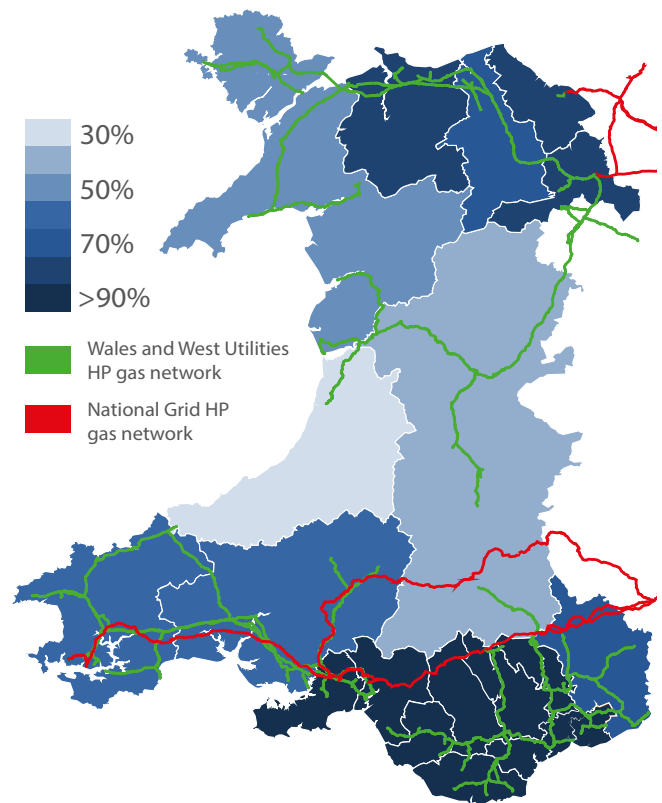 30%
50%
70%
>90%
Wales and West Utilities
HP gas network
National Grid HP
gas network